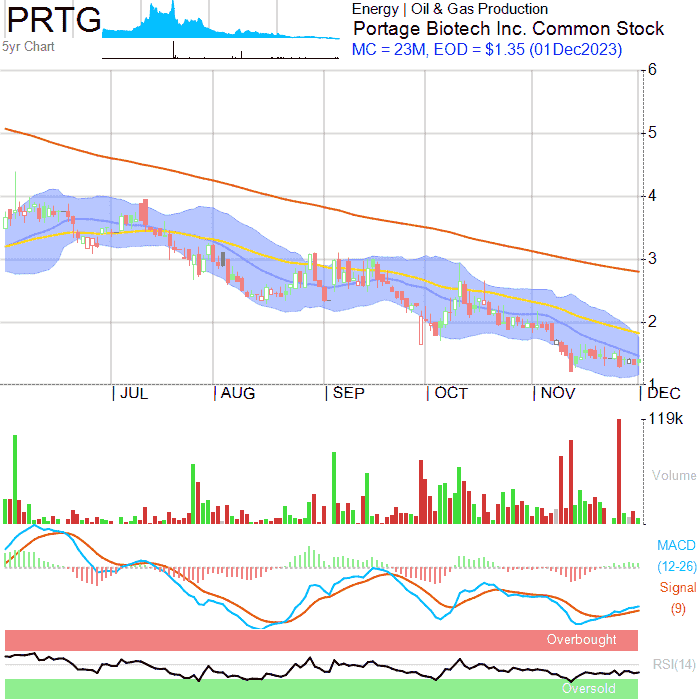 PRTG
5yr Chart
Energy | Oil & Gas Production
Portage Biotech Inc. Common Stock
MC = 23M, EOD = $1.35 (01Dec2023)
6
5
4
3
2
1
JUL AUG SEP OCT NOV DEC
119k
Volume
MACD
(12-26)
Signal
(9)
Overbought
RSI(14)
Oversold